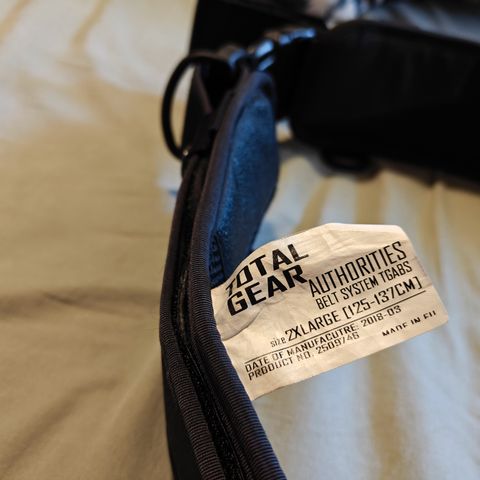 TOTAL
GEAR
AUTHORITIES
BELT SYSTEM TGABS
size 2XLARGE [125-137CM]
DATE OF MANUFACUTRE: 2018-03
PRODUCT NO. 2509746
MADE IN EU